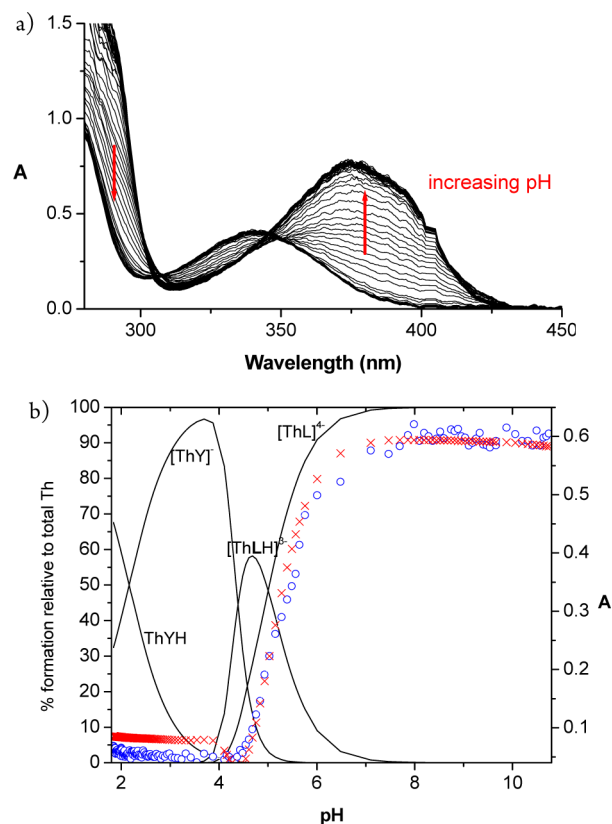 a)
1.5
1.0
0.5
0.0
A
increasing pH
300
350
400
450
Wavelength (nm)
b)
100
90
80
70
60
50
40
30
20
10
0
% formation relative to total Th
[ThY]⁻
[ThL]⁴⁻
[ThLH]³⁻
ThYH
0.6
0.5
0.4
0.3
0.2
0.1
A
2
4
6
8
10
pH